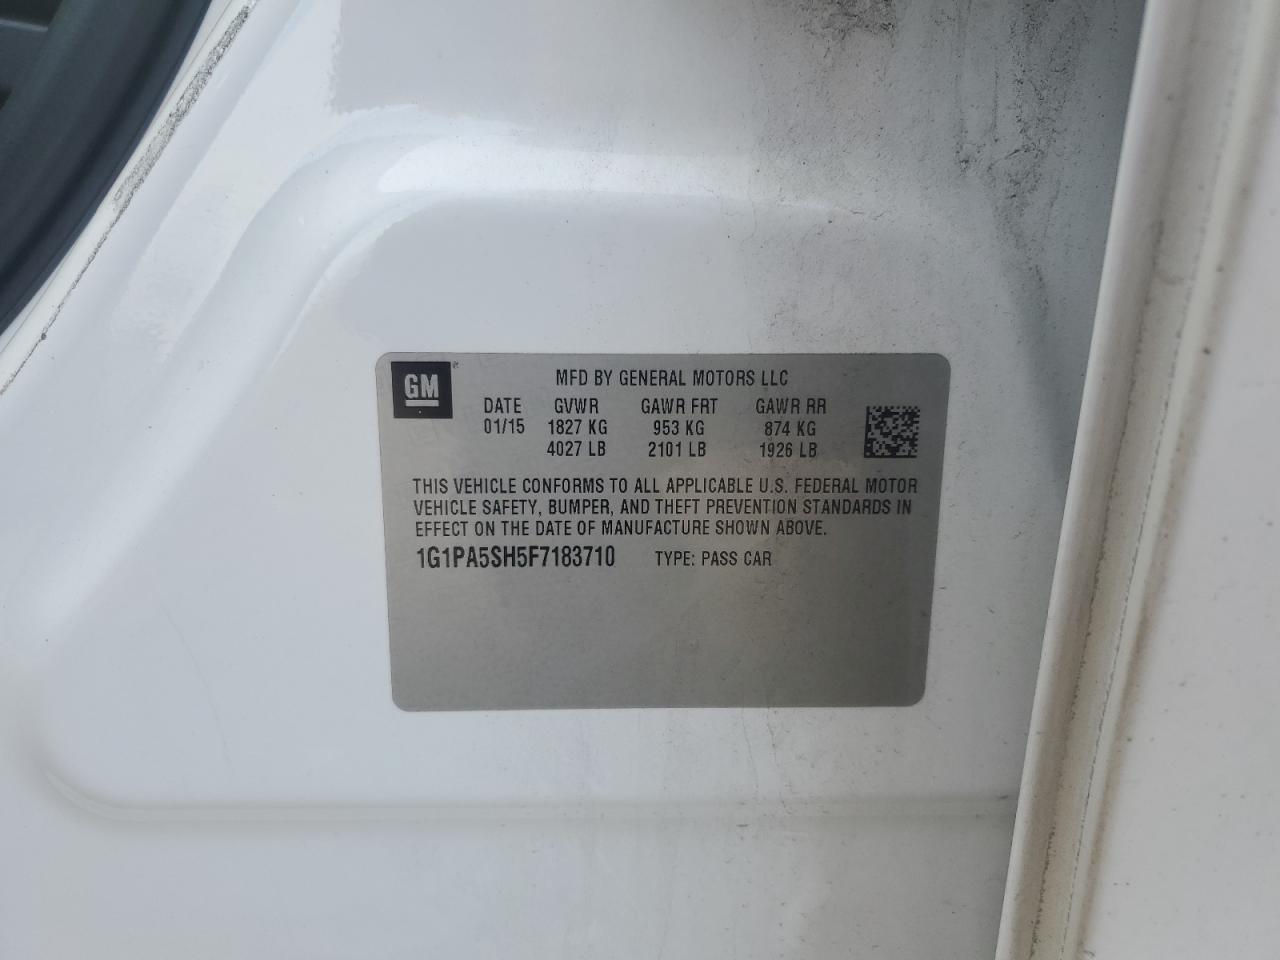 GM
MFD BY GENERAL MOTORS LLC
DATE GVWR GAWR FRT GAWR RR
01/15 1827 KG 953 KG 874 KG
4027 LB 2101 LB 1926 LB
THIS VEHICLE CONFORMS TO ALL APPLICABLE U.S. FEDERAL MOTOR
VEHICLE SAFETY, BUMPER, AND THEFT PREVENTION STANDARDS IN
EFFECT ON THE DATE OF MANUFACTURE SHOWN ABOVE.
1G1PA5SH5F7183710 TYPE: PASS CAR